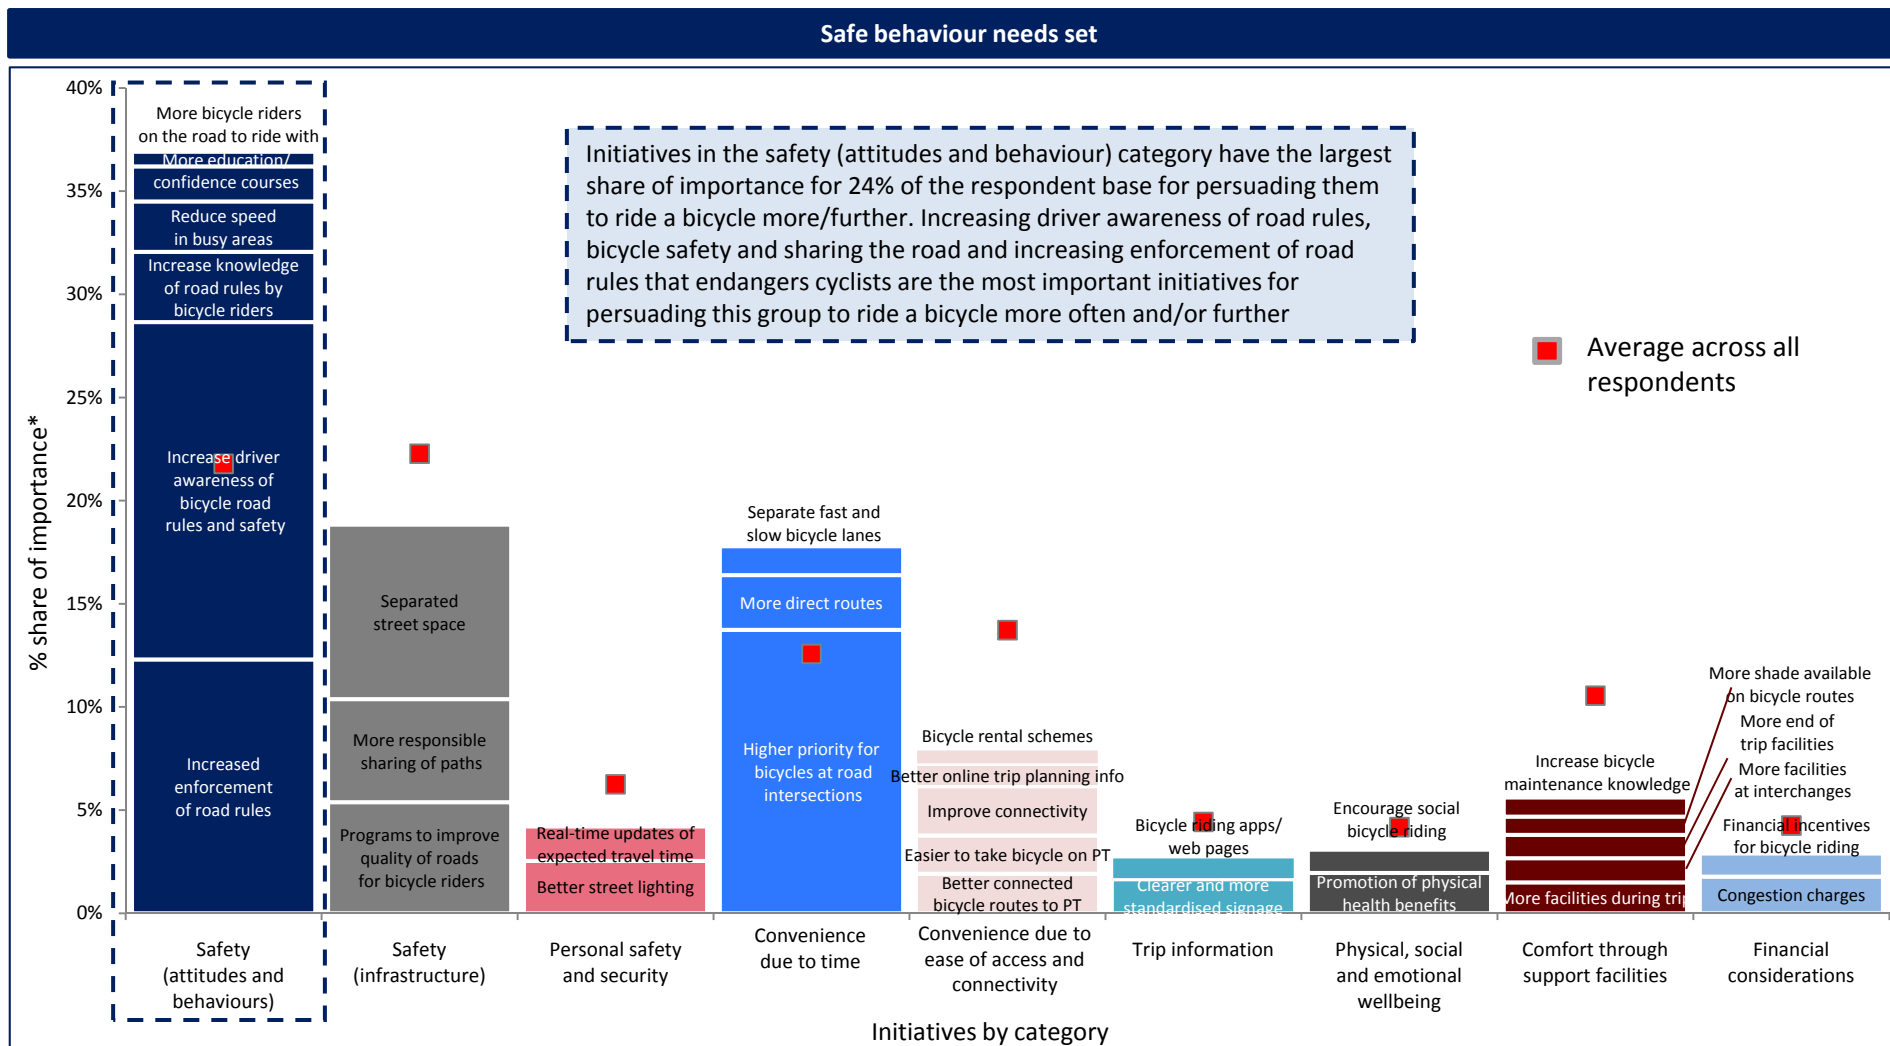 Safe behaviour needs set
40%
35%
30%
25%
20%
15%
10%
5%
0%
% share of importance*
More bicycle riders
on the road to ride with
More education/
confidence courses
Reduce speed
in busy areas
Increase knowledge
of road rules by
bicycle riders
Increase driver
awareness of
bicycle road
rules and safety
Increased
enforcement
of road rules
Initiatives in the safety (attitudes and behaviour) category have the largest
share of importance for 24% of the respondent base for persuading them
to ride a bicycle more/further. Increasing driver awareness of road rules,
bicycle safety and sharing the road and increasing enforcement of road
rules that endangers cyclists are the most important initiatives for
persuading this group to ride a bicycle more often and/or further
Average across all
respondents
Separated
street space
More responsible
sharing of paths
Programs to improve
quality of roads
for bicycle riders
Real-time updates of
expected travel time
Better street lighting
Separate fast and
slow bicycle lanes
More direct routes
Higher priority for
bicycles at road
intersections
Bicycle rental schemes
Better online trip planning info
Improve connectivity
Easier to take bicycle on PT
Better connected
bicycle routes to PT
Bicycle riding apps/
web pages
Clearer and more
standardised signage
Encourage social
bicycle riding
Promotion of physical
health benefits
Increase bicycle
maintenance knowledge
More shade available
on bicycle routes
More end of
trip facilities
More facilities
at interchanges
More facilities during trip
Financial incentives
for bicycle riding
Congestion charges
Safety
(attitudes and
behaviours)
Safety
(infrastructure)
Personal safety
and security
Convenience
due to time
Convenience due to
ease of access and
connectivity
Trip information
Physical, social
and emotional
wellbeing
Comfort through
support facilities
Financial
considerations
Initiatives by category